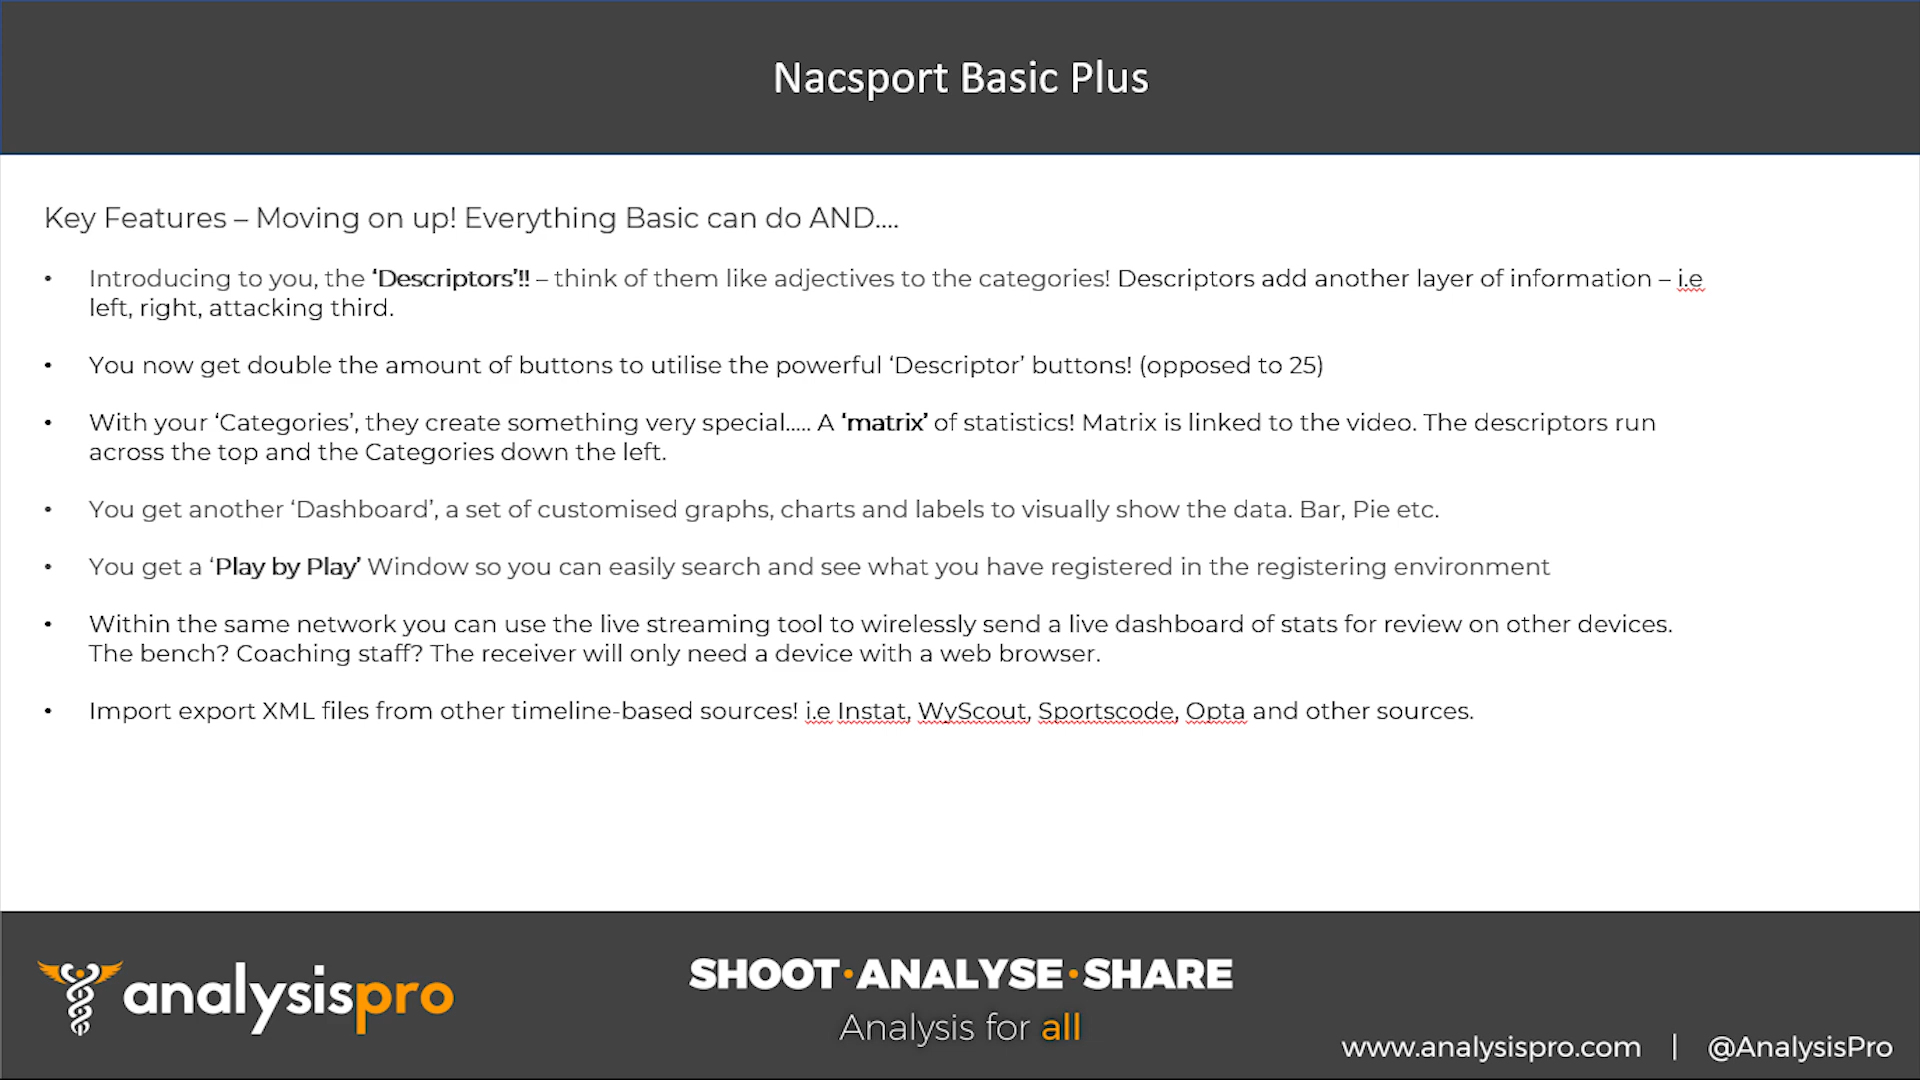 Nacsport Basic Plus
Key Features – Moving on up! Everything Basic can do AND....
• Introducing to you, the ‘Descriptors’!! – think of them like adjectives to the categories! Descriptors add another layer of information – i.e
left, right, attacking third.
• You now get double the amount of buttons to utilise the powerful ‘Descriptor’ buttons! (opposed to 25)
• With your ‘Categories’, they create something very special..... A ‘matrix’ of statistics! Matrix is linked to the video. The descriptors run
across the top and the Categories down the left.
• You get another ‘Dashboard’, a set of customised graphs, charts and labels to visually show the data. Bar, Pie etc.
• You get a ‘Play by Play’ Window so you can easily search and see what you have registered in the registering environment
• Within the same network you can use the live streaming tool to wirelessly send a live dashboard of stats for review on other devices.
The bench? Coaching staff? The receiver will only need a device with a web browser.
• Import export XML files from other timeline-based sources! i.e Instat, WyScout, Sportscode, Opta and other sources.
analysispro
SHOOT·ANALYSE·SHARE
Analysis for all
www.analysispro.com | @AnalysisPro